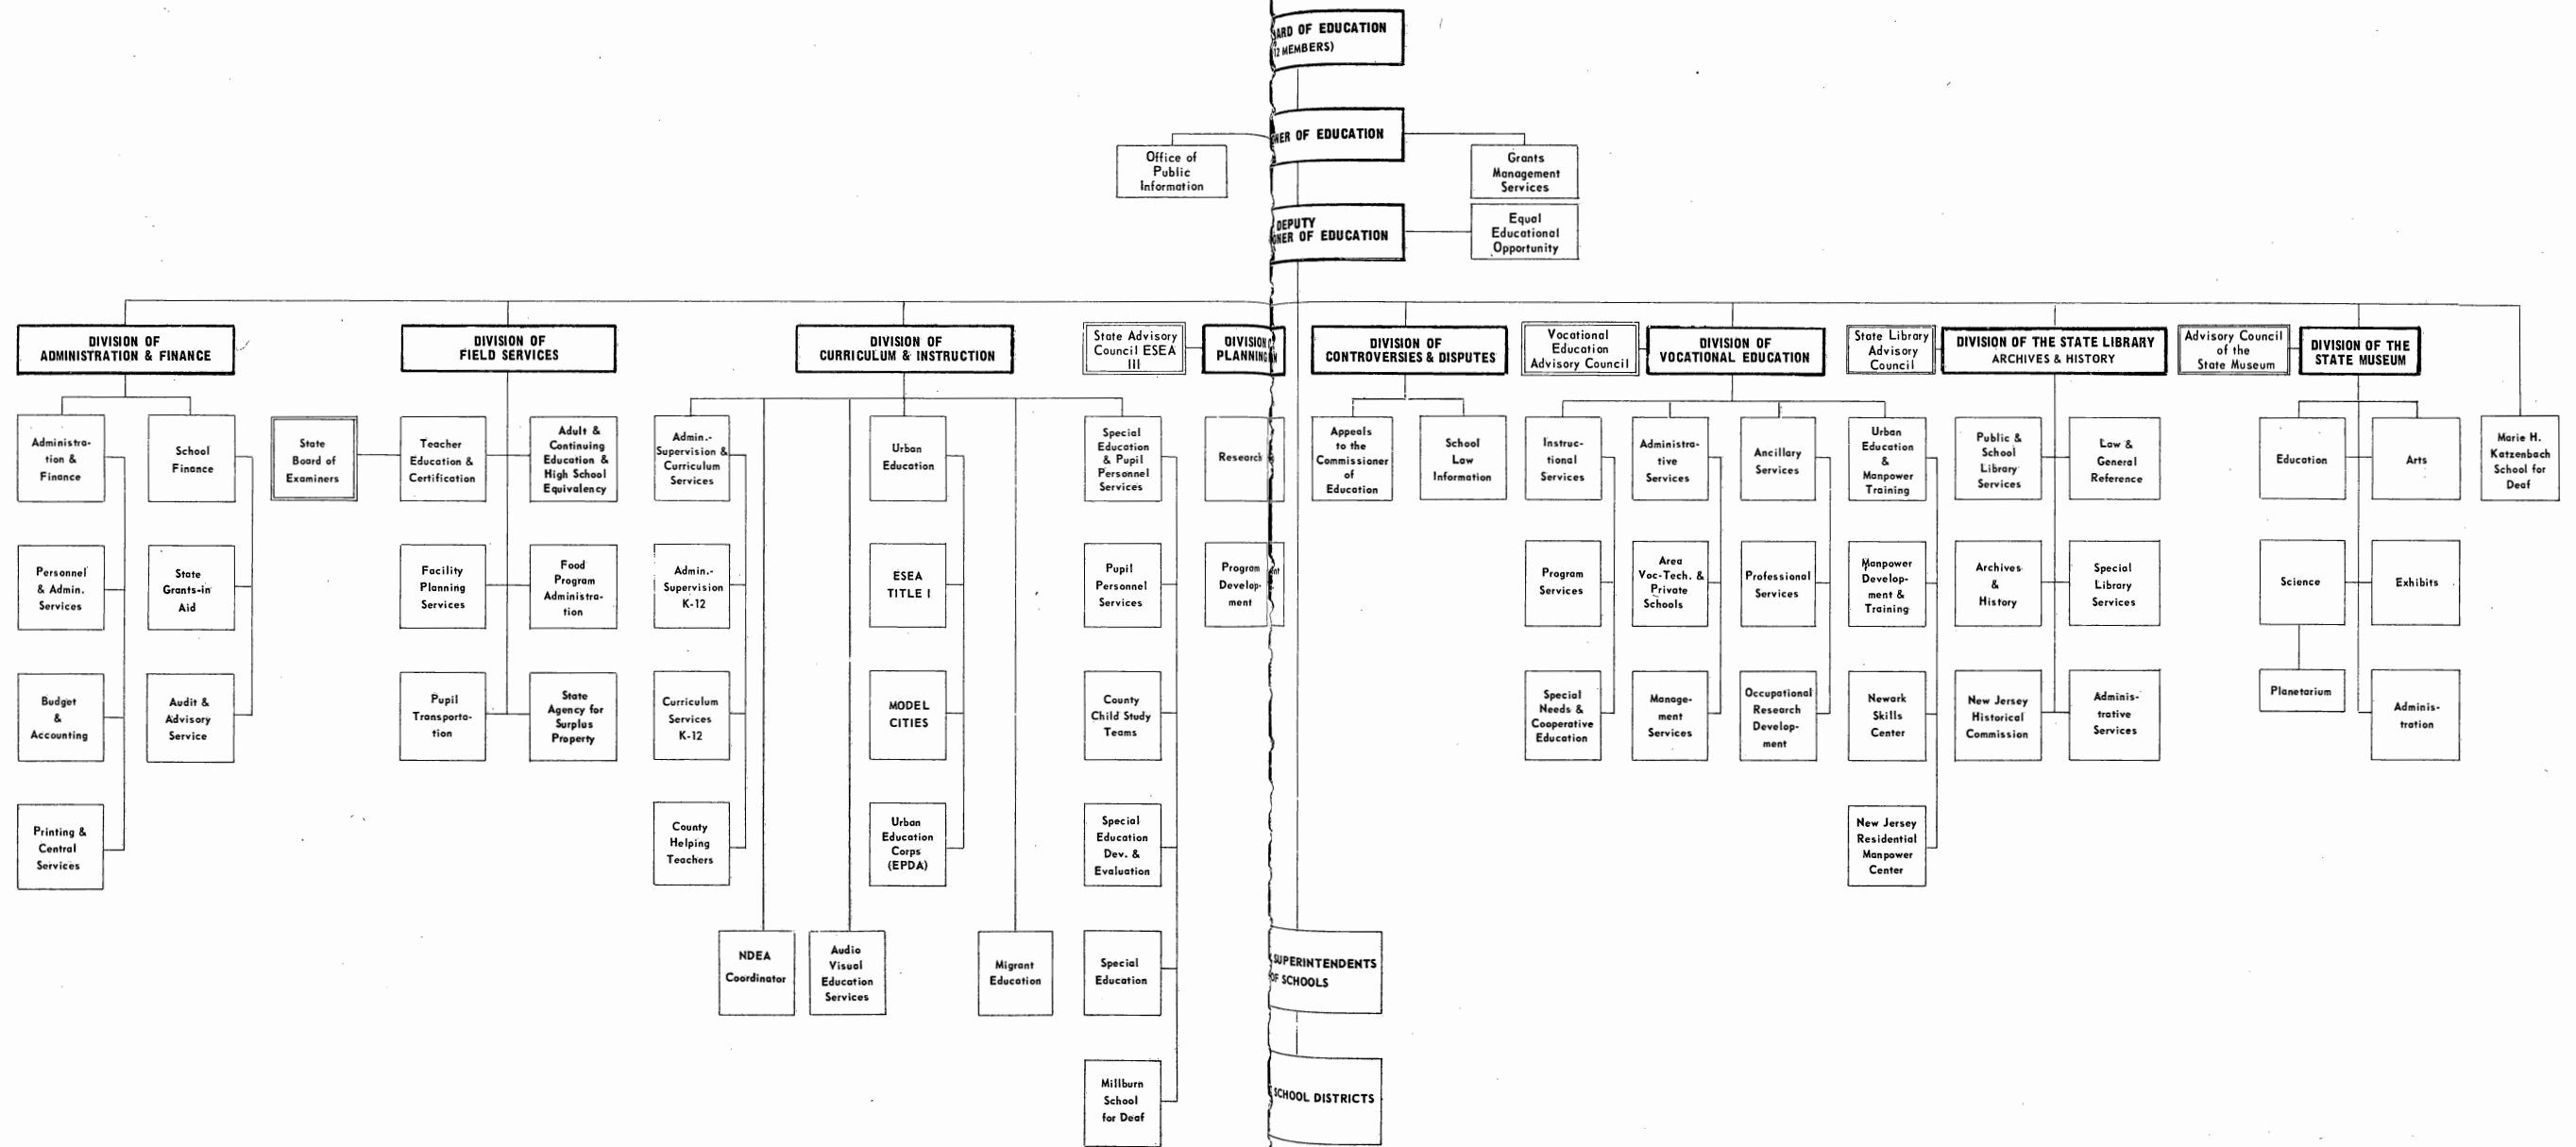 ARD OF EDUCATION
12 MEMBERS)
NER OF EDUCATION
Office of
Public
Information
Grants
Management
Services
DEPUTY
NER OF EDUCATION
Equal
Educational
Opportunity
DIVISION OF
ADMINISTRATION & FINANCE
DIVISION OF
FIELD SERVICES
DIVISION OF
CURRICULUM & INSTRUCTION
State Advisory
Council ESEA
III
DIVISION
PLANNING
DIVISION OF
CONTROVERSIES & DISPUTES
Vocational
Education
Advisory Council
DIVISION OF
VOCATIONAL EDUCATION
State Library
Advisory
Council
DIVISION OF THE STATE LIBRARY
ARCHIVES & HISTORY
Advisory Council
of the
State Museum
DIVISION OF THE
STATE MUSEUM
Administra-
tion &
Finance
School
Finance
State
Board of
Examiners
Teacher
Education &
Certification
Adult &
Continuing
Education &
High School
Equivalency
Admin.-
Supervision &
Curriculum
Services
Urban
Education
Special
Education
& Pupil
Personnel
Services
Research
Appeals
to the
Commissioner
of
Education
School
Law
Information
Instruc-
tional
Services
Administra-
tive
Services
Ancillary
Services
Urban
Education
&
Manpower
Training
Public &
School
Library
Services
Law &
General
Reference
Education
Arts
Marie H.
Katzenbach
School for
Deaf
Personnel
& Admin.
Services
State
Grants-in
Aid
Facility
Planning
Services
Food
Program
Administra-
tion
Admin.-
Supervision
K-12
ESEA
TITLE I
Pupil
Personnel
Services
Program
Develop-
ment
Program
Services
Area
Voc-Tech. &
Private
Schools
Professional
Services
Manpower
Develop-
ment &
Training
Archives
&
History
Special
Library
Services
Science
Exhibits
Budget
&
Accounting
Audit &
Advisory
Service
Pupil
Transporta-
tion
State
Agency for
Surplus
Property
Curriculum
Services
K-12
MODEL
CITIES
County
Child Study
Teams
Special
Needs &
Cooperative
Education
Manage-
ment
Services
Occupational
Research
Develop-
ment
Newark
Skills
Center
New Jersey
Historical
Commission
Adminis-
trative
Services
Planetarium
Adminis-
tration
Printing &
Central
Services
County
Helping
Teachers
Urban
Education
Corps
(EPDA)
Special
Education
Dev. &
Evaluation
New Jersey
Residential
Manpower
Center
NDEA
Coordinator
Audio
Visual
Education
Services
Migrant
Education
Special
Education
SUPERINTENDENTS
OF SCHOOLS
Millburn
School
for Deaf
SCHOOL DISTRICTS